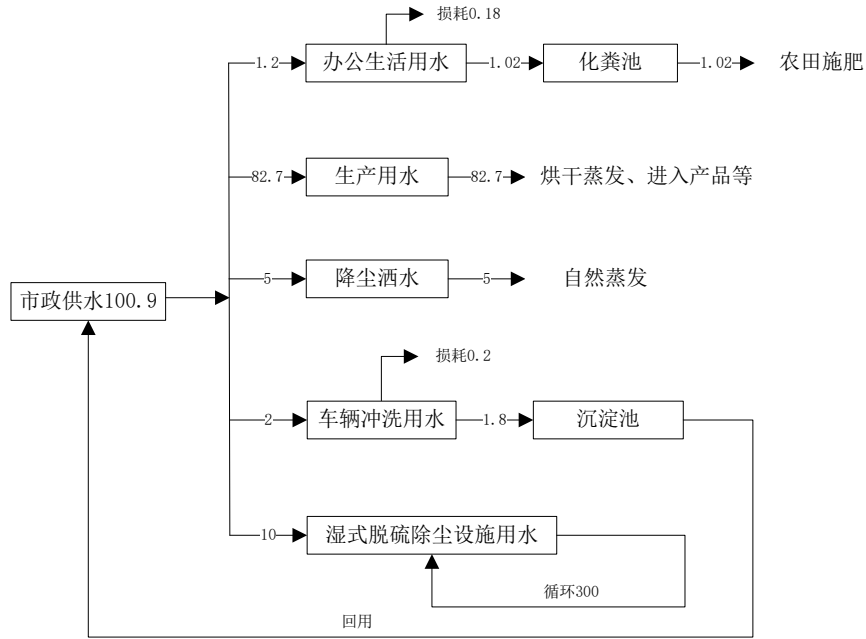 损耗0.18
1.2
办公生活用水
1.02
化粪池
1.02
农田施肥
82.7
生产用水
82.7
烘干蒸发、进入产品等
5
降尘洒水
5
自然蒸发
市政供水100.9
损耗0.2
2
车辆冲洗用水
1.8
沉淀池
10
湿式脱硫除尘设施用水
循环300
回用